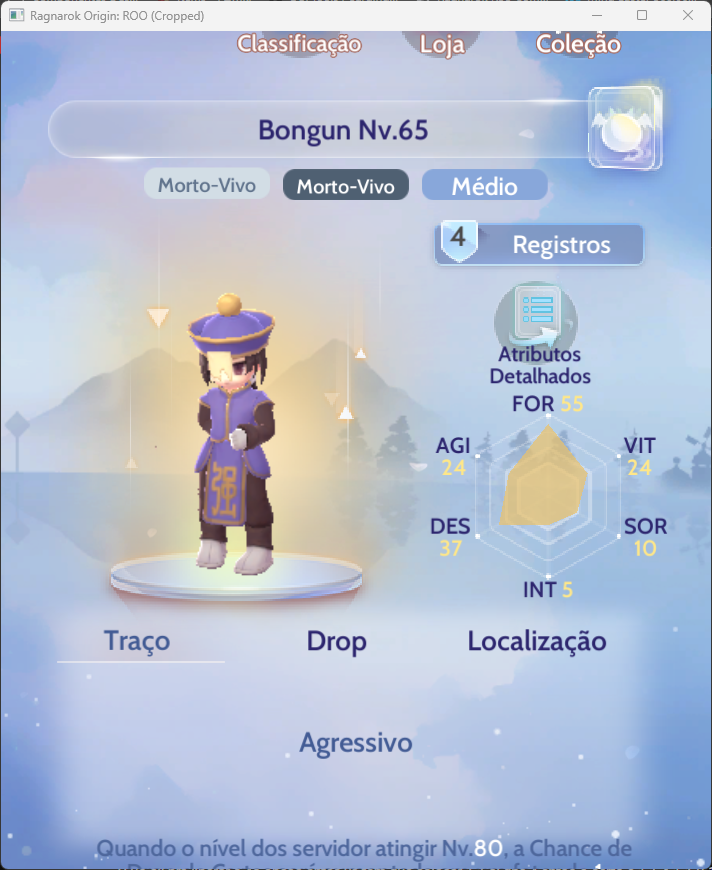 Ragnarok Origin: ROO (Cropped)
Classificação
Loja
Coleção
Bongun Nv.65
Morto-Vivo
Morto-Vivo
Médio
4
Registros
Atributos
Detalhados
FOR 55
AGI
24
VIT
24
DES
37
SOR
10
INT 5
强
Traço
Drop
Localização
Agressivo
Quando o nível dos servidor atingir Nv.80, a Chance de